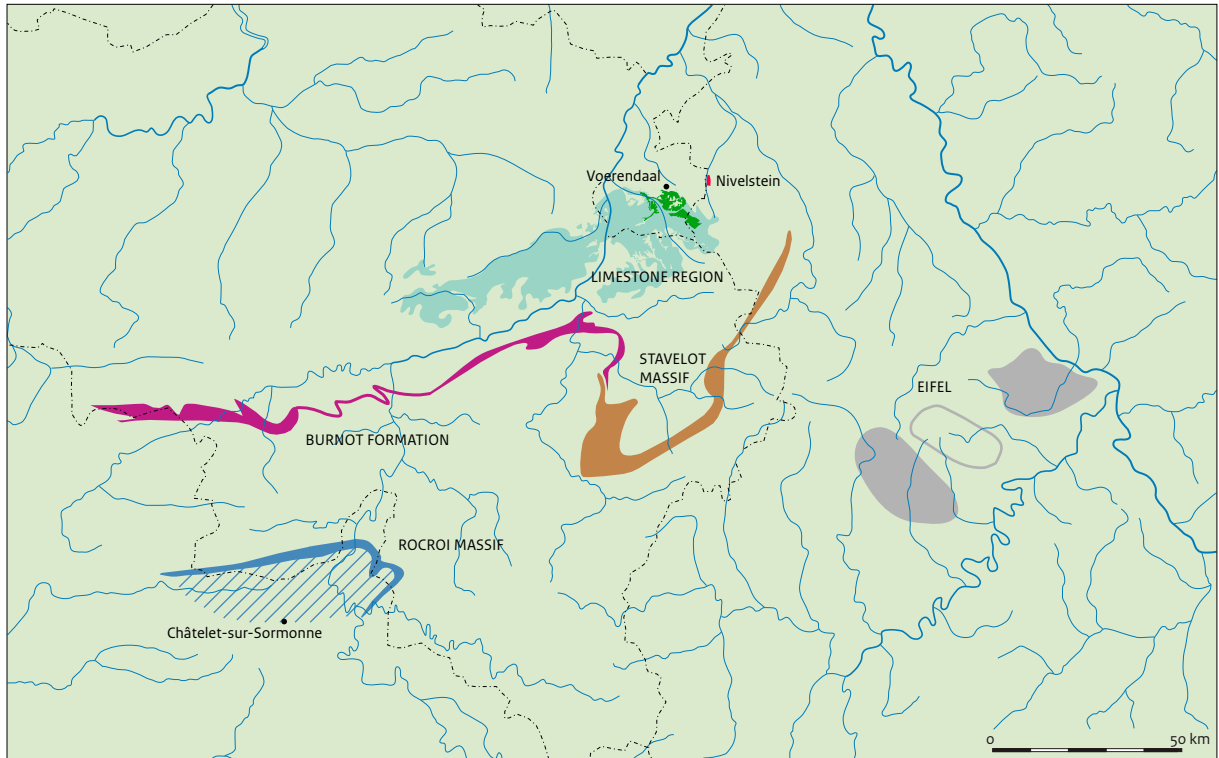 Voerendaal
Nivelstein
LIMESTONE REGION
STAVELOT
MASSIF
EIFEL
BURNOT FORMATION
ROCROI MASSIF
Châtelet-sur-Sormonne
0
50 km